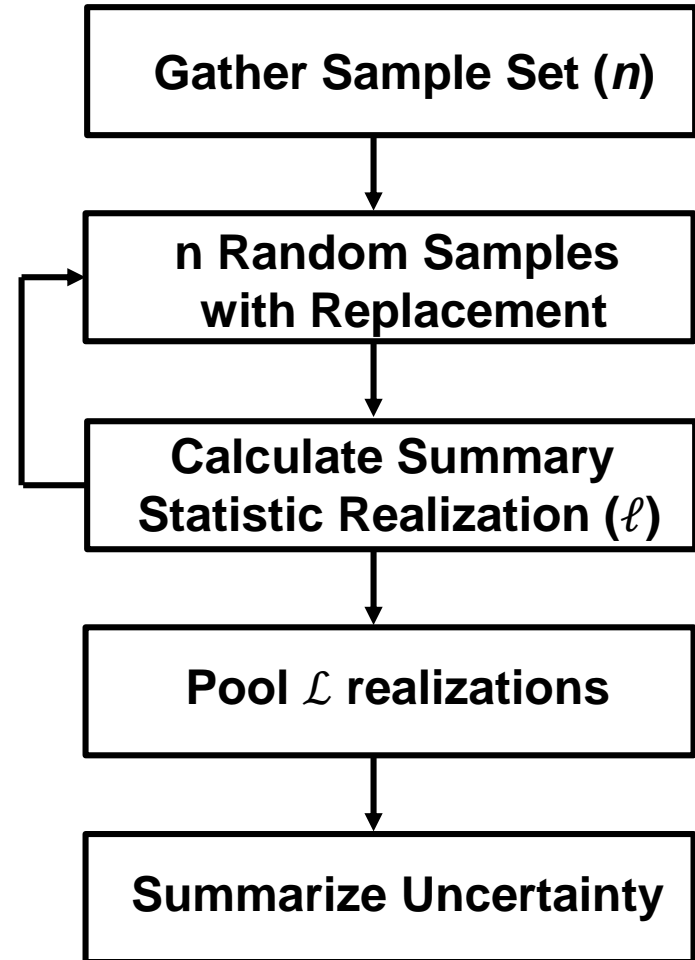 Gather Sample Set (n)
n Random Samples
with Replacement
Calculate Summary
Statistic Realization (ℓ)
Pool ℒ realizations
Summarize Uncertainty